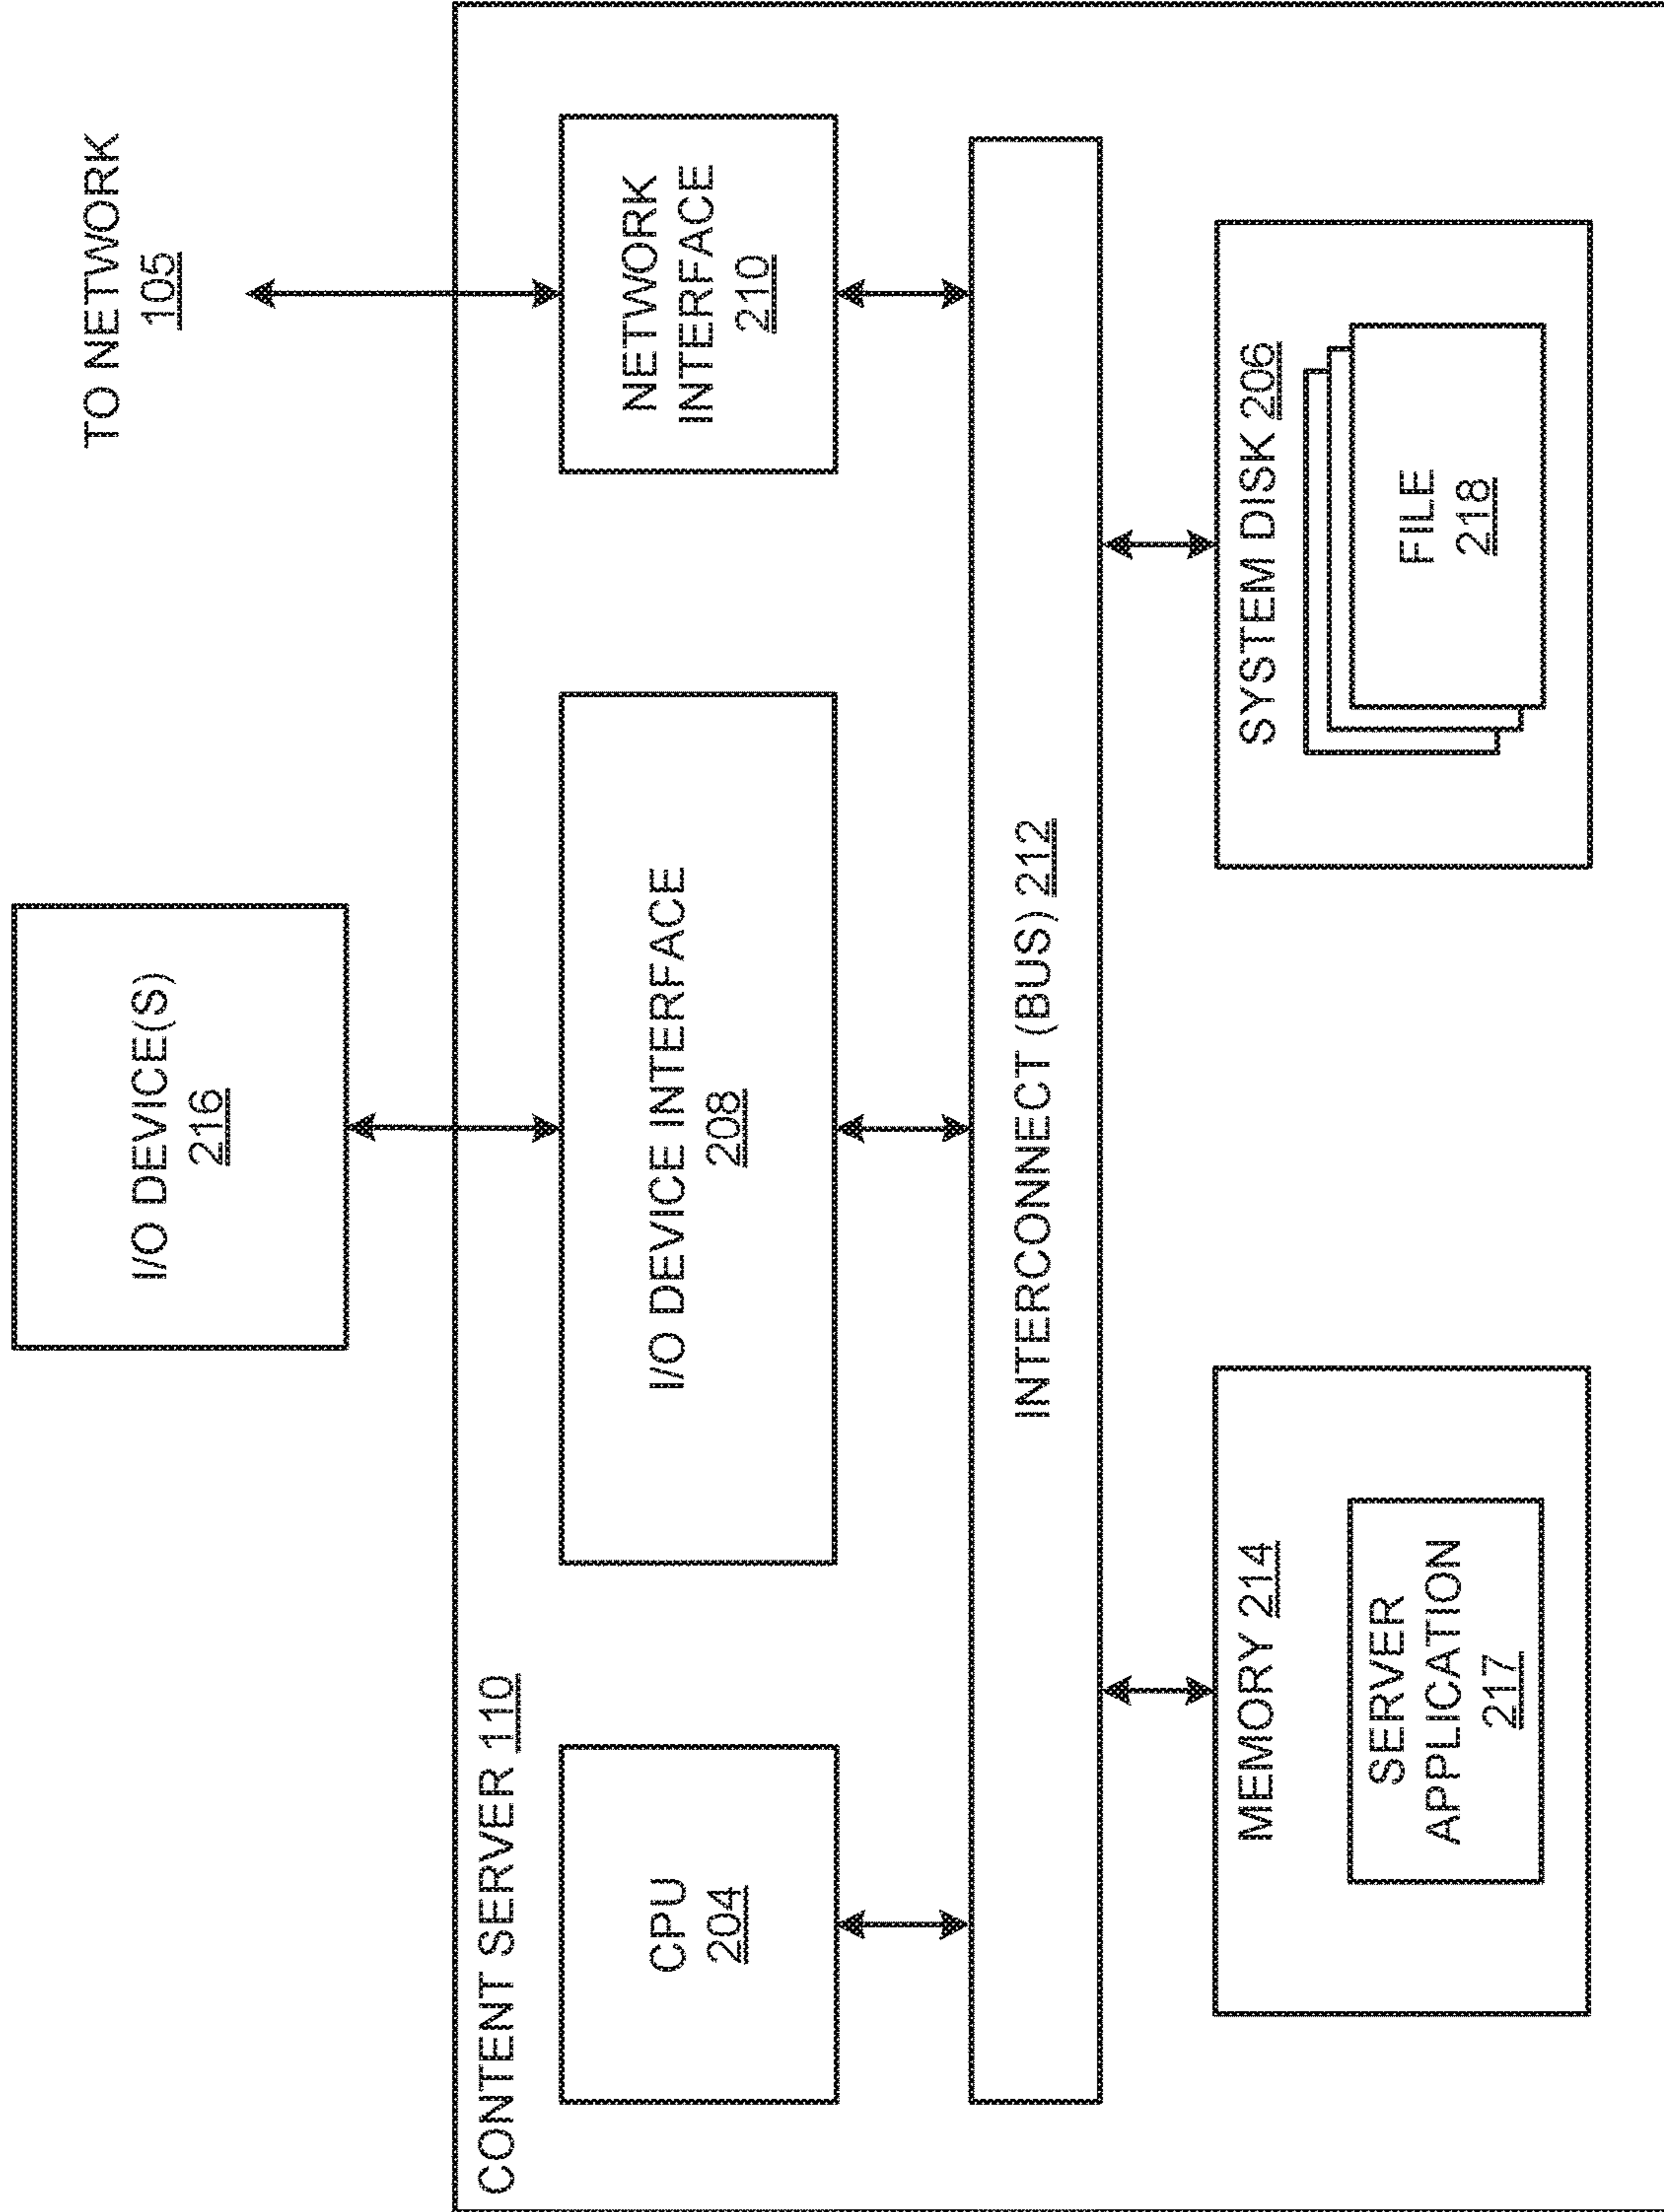 TO NETWORK
105
I/O DEVICE(S)
216
CONTENT SERVER 110
CPU
204
I/O DEVICE INTERFACE
208
NETWORK
INTERFACE
210
INTERCONNECT (BUS) 212
MEMORY 214
SERVER
APPLICATION
217
SYSTEM DISK 206
FILE
218